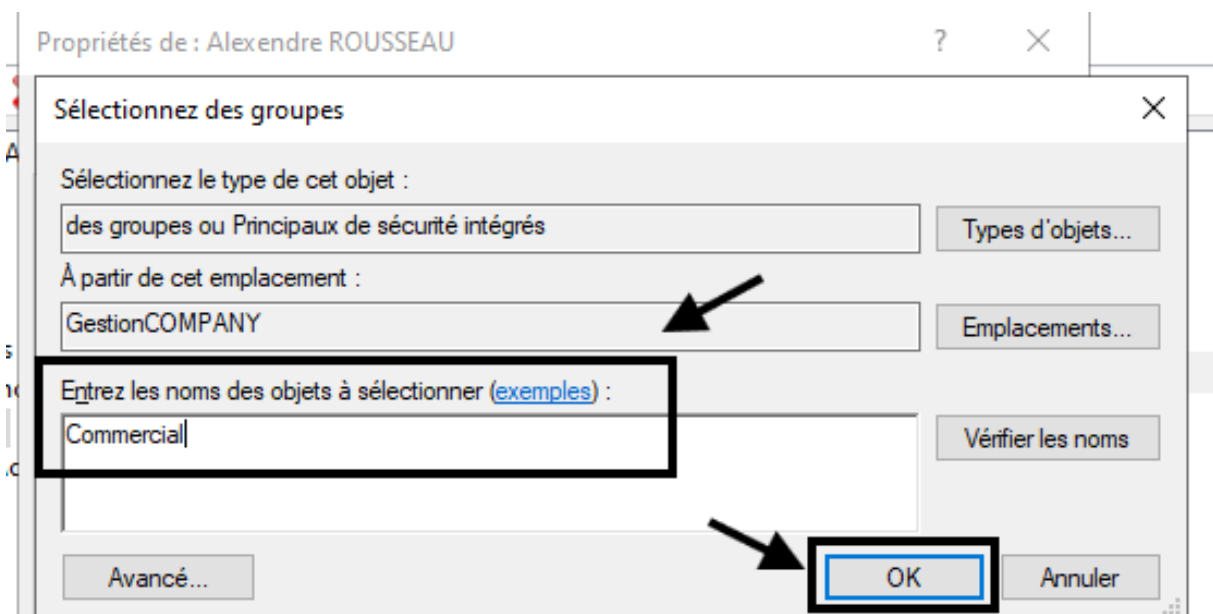 Propriétés de : Alexendre ROUSSEAU ?
Sélectionnez des groupes
Sélectionnez le type de cet objet :
des groupes ou Principaux de sécurité intégrés
Types d'objets...
À partir de cet emplacement :
GestionCOMPANY
Emplacements...
Entrez les noms des objets à sélectionner (exemples) :
Commercial
Vérifier les noms
Avancé...
OK
Annuler